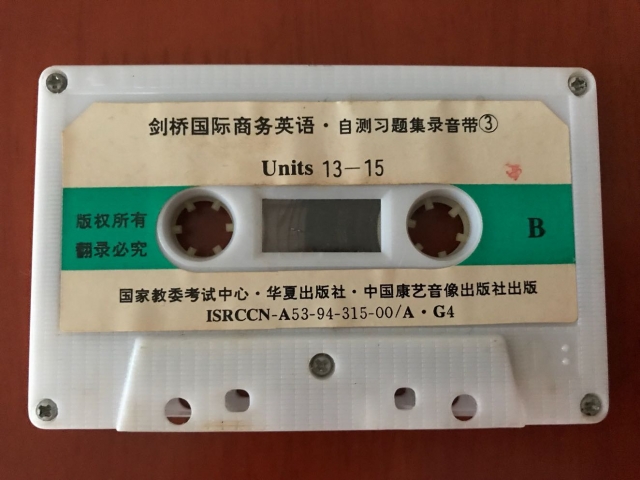 剑桥国际商务英语·自测习题集录音带③
Units 13-15
版权所有
翻录必究
B
国家教委考试中心·华夏出版社·中国康艺音像出版社出版
ISRCCN-A53-94-315-00/A·G4